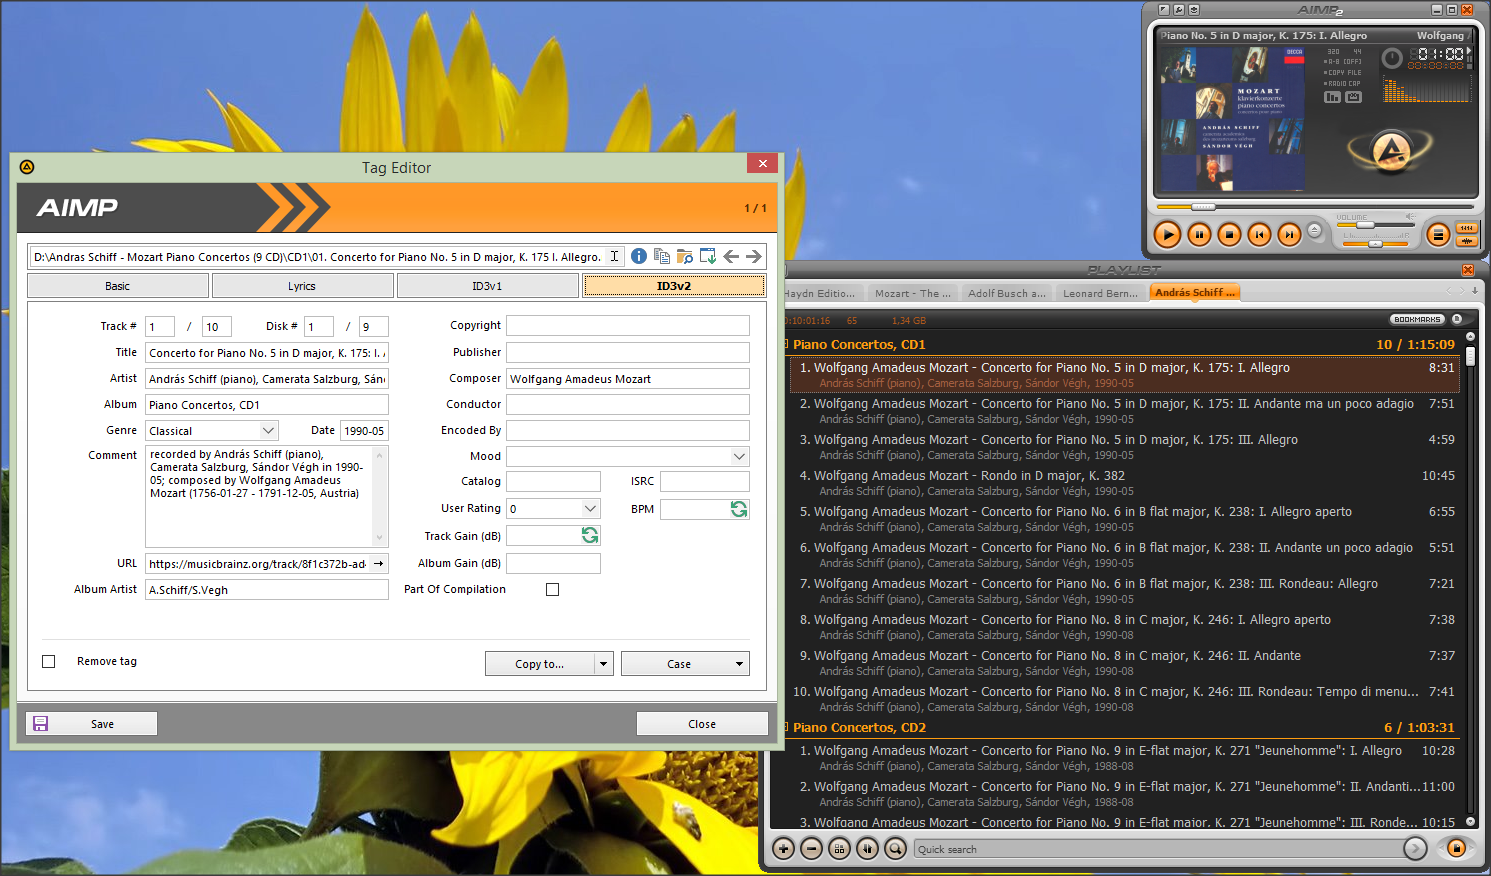 Tag Editor
AIMP
1 / 1
D:\Andras Schiff - Mozart Piano Concertos (9 CD)\CD1\01. Concerto for Piano No. 5 in D major, K. 175 I. Allegro.
Basic
Lyrics
ID3v1
ID3v2
Track # 1 / 10 Disk # 1 / 9
Title Concerto for Piano No. 5 in D major, K. 175: I.
Artist András Schiff (piano), Camerata Salzburg,
Album Piano Concertos, CD1
Genre Classical Date 1990-05
Comment recorded by András Schiff (piano),
Camerata Salzburg, Sándor Végh in 1990-
05; composed by Wolfgang Amadeus
Mozart (1756-01-27 - 1791-12-05, Austria)
URL https://musicbrainz.org/track/8f1c372b-ad
Album Artist A.Schiff/S.Vegh
Copyright
Publisher
Composer Wolfgang Amadeus Mozart
Conductor
Encoded By
Mood
Catalog ISRC
User Rating 0 BPM
Track Gain (dB)
Album Gain (dB)
Part Of Compilation
Remove tag
Copy to...
Case
Save
Close
AIMP2
Piano No. 5 in D major, K. 175: I. Allegro Wolfgang
DECCA
MOZART
klavierkonzerte
piano concertos
concertos pour piano
ANDRÁS SCHIFF
camerata academica
des mozarteums salzburg
SÁNDOR VÉGH
320 44
A-B [OFF]
COPY FILE
RADIO CAP
01:00
00:00:00
VOLUME
L R
PLAYLIST
Haydn Editio...
Mozart - The ...
Adolf Busch a...
Leonard Bern...
András Schiff ...
0:10:01:16 65 1,34 GB
BOOKMARKS
Piano Concertos, CD1 10 / 1:15:09
1. Wolfgang Amadeus Mozart - Concerto for Piano No. 5 in D major, K. 175: I. Allegro 8:31
András Schiff (piano), Camerata Salzburg, Sándor Végh, 1990-05
2. Wolfgang Amadeus Mozart - Concerto for Piano No. 5 in D major, K. 175: II. Andante ma un poco adagio 7:51
András Schiff (piano), Camerata Salzburg, Sándor Végh, 1990-05
3. Wolfgang Amadeus Mozart - Concerto for Piano No. 5 in D major, K. 175: III. Allegro 4:59
András Schiff (piano), Camerata Salzburg, Sándor Végh, 1990-05
4. Wolfgang Amadeus Mozart - Rondo in D major, K. 382 10:45
András Schiff (piano), Camerata Salzburg, Sándor Végh, 1990-05
5. Wolfgang Amadeus Mozart - Concerto for Piano No. 6 in B flat major, K. 238: I. Allegro aperto 6:55
András Schiff (piano), Camerata Salzburg, Sándor Végh, 1990-05
6. Wolfgang Amadeus Mozart - Concerto for Piano No. 6 in B flat major, K. 238: II. Andante un poco adagio 5:51
András Schiff (piano), Camerata Salzburg, Sándor Végh, 1990-05
7. Wolfgang Amadeus Mozart - Concerto for Piano No. 6 in B flat major, K. 238: III. Rondeau: Allegro 7:21
András Schiff (piano), Camerata Salzburg, Sándor Végh, 1990-05
8. Wolfgang Amadeus Mozart - Concerto for Piano No. 8 in C major, K. 246: I. Allegro aperto 7:38
András Schiff (piano), Camerata Salzburg, Sándor Végh, 1990-08
9. Wolfgang Amadeus Mozart - Concerto for Piano No. 8 in C major, K. 246: II. Andante 7:37
András Schiff (piano), Camerata Salzburg, Sándor Végh, 1990-08
10. Wolfgang Amadeus Mozart - Concerto for Piano No. 8 in C major, K. 246: III. Rondeau: Tempo di menu... 7:41
András Schiff (piano), Camerata Salzburg, Sándor Végh, 1990-08
Piano Concertos, CD2 6 / 1:03:31
1. Wolfgang Amadeus Mozart - Concerto for Piano No. 9 in E-flat major, K. 271 "Jeunehomme": I. Allegro 10:28
András Schiff (piano), Camerata Salzburg, Sándor Végh, 1988-08
2. Wolfgang Amadeus Mozart - Concerto for Piano No. 9 in E-flat major, K. 271 "Jeunehomme": II. Andanti... 11:00
András Schiff (piano), Camerata Salzburg, Sándor Végh, 1988-08
3. Wolfgang Amadeus Mozart - Concerto for Piano No. 9 in E-flat major, K. 271 "Jeunehomme": III. Ronde... 10:15
Quick search